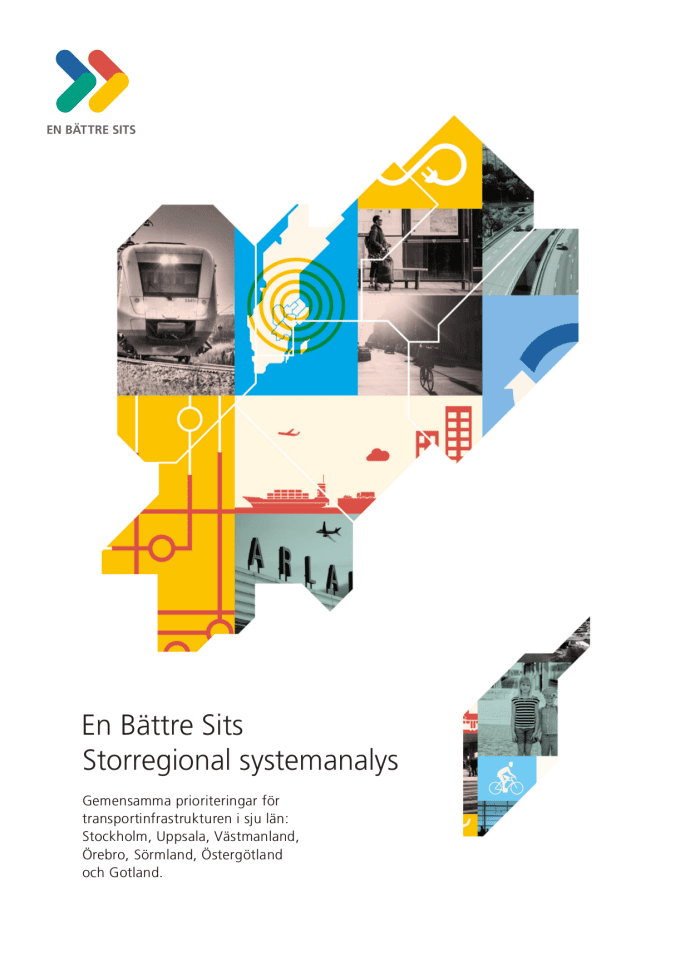 EN BÄTTRE SITS
ARLA
En Bättre Sits
Storregional systemanalys
Gemensamma prioriteringar för
transportinfrastrukturen i sju län:
Stockholm, Uppsala, Västmanland,
Örebro, Sörmland, Östergötland
och Gotland.